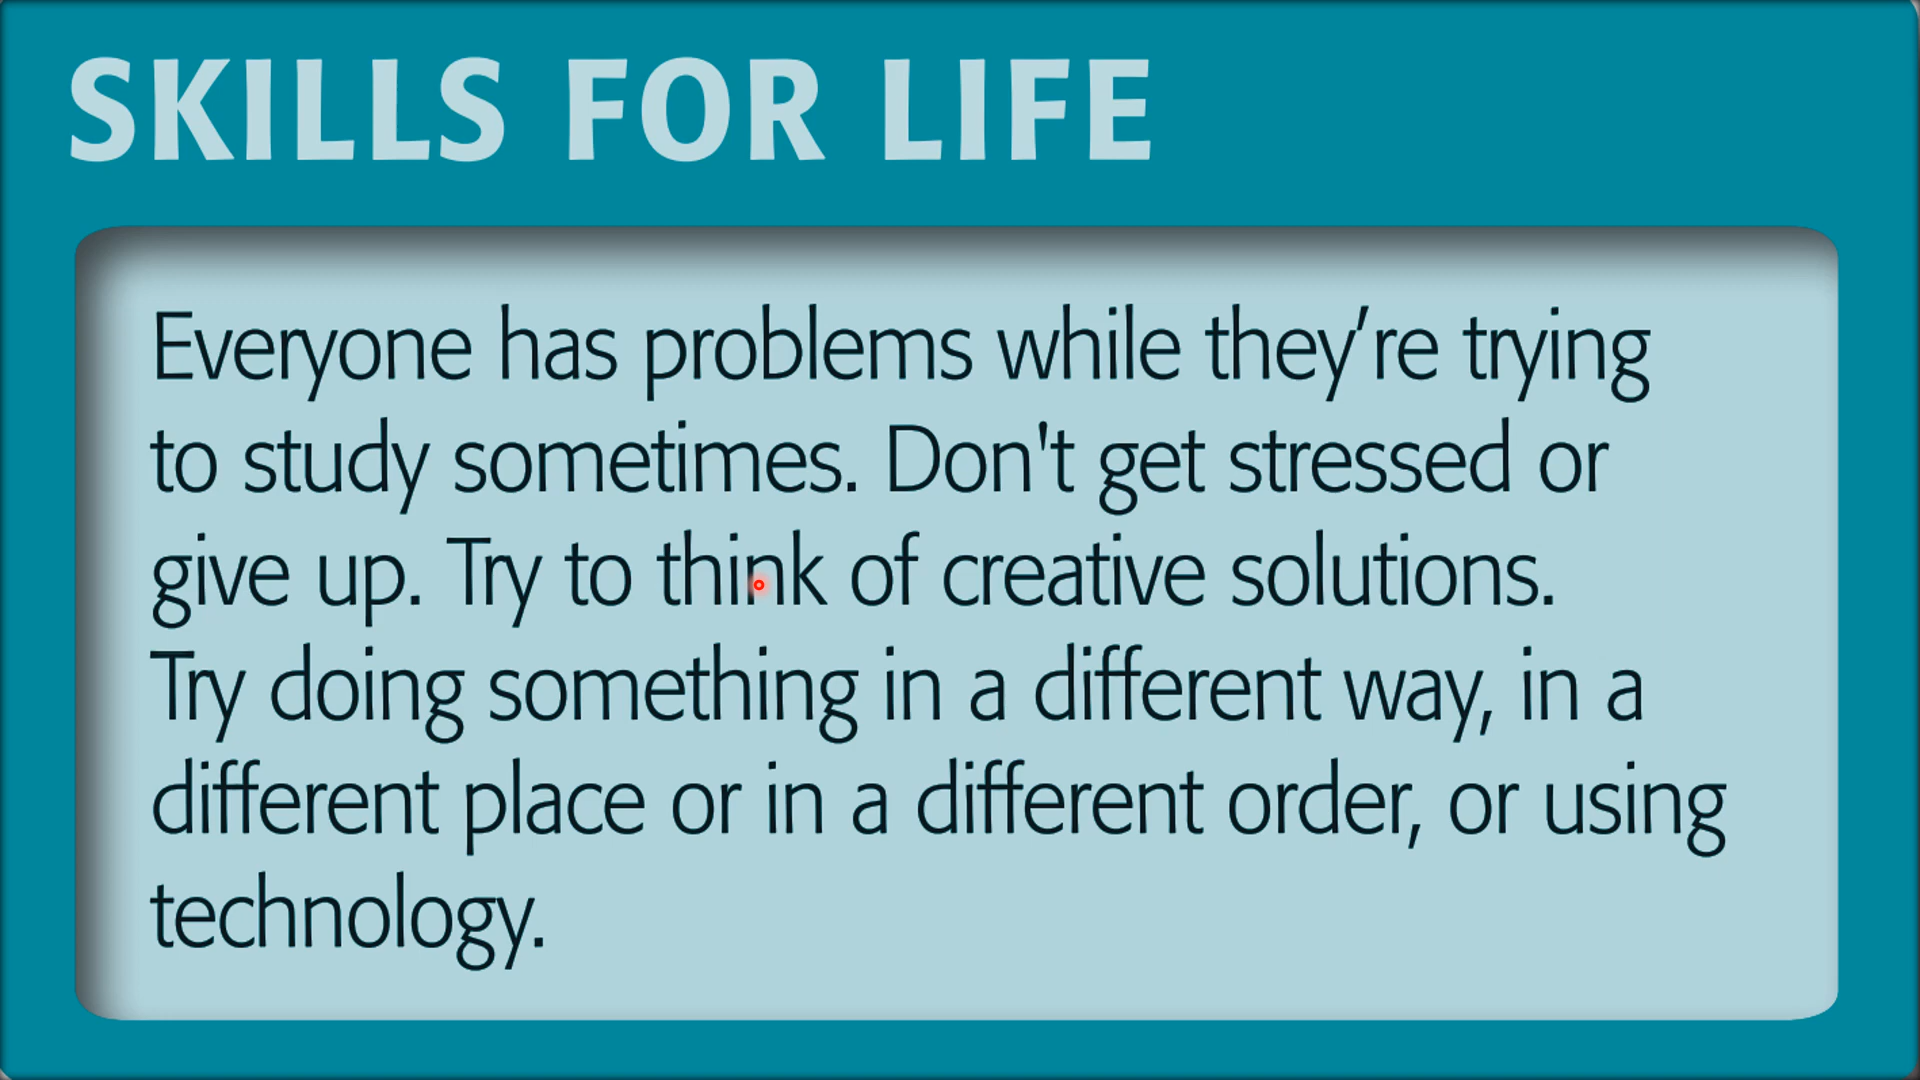 SKILLS FOR LIFE
Everyone has problems while they’re trying
to study sometimes. Don't get stressed or
give up. Try to think of creative solutions.
Try doing something in a different way, in a
different place or in a different order, or using
technology.